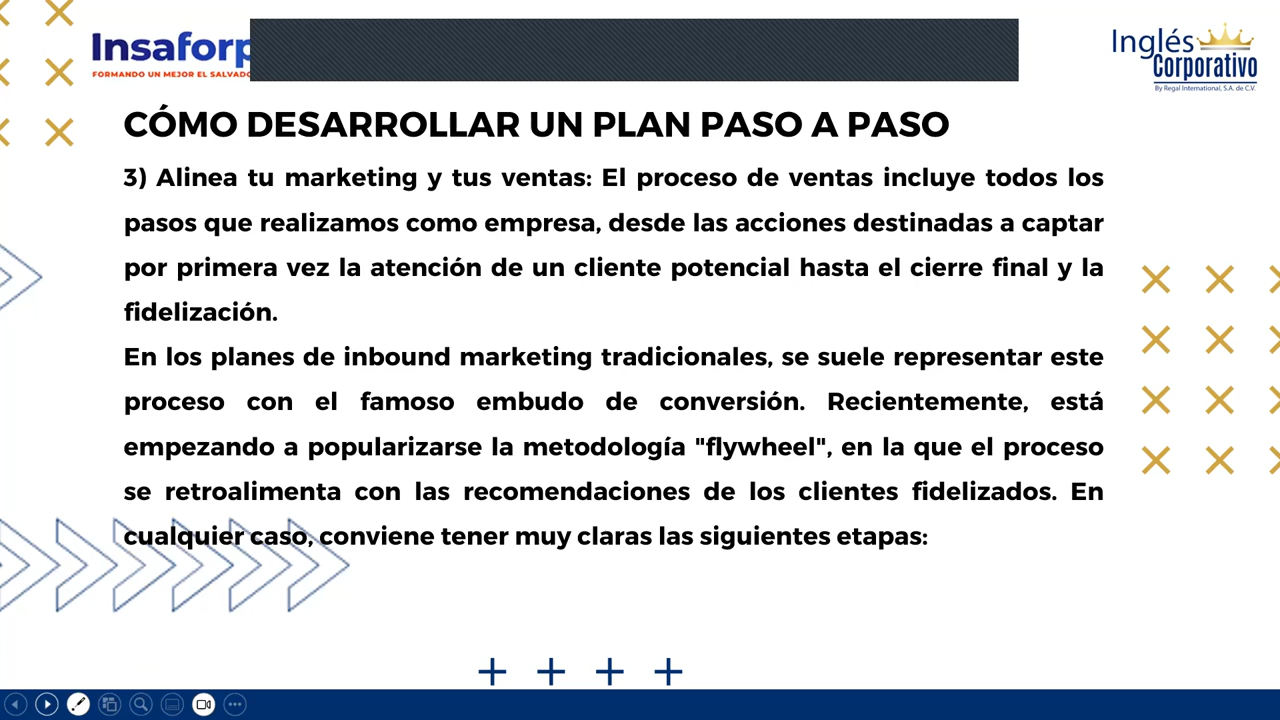 Insaforp
FORMANDO UN MEJOR EL SALVADO
Inglés
Corporativo
By Regal International, S.A. de C.V.
CÓMO DESARROLLAR UN PLAN PASO A PASO
3) Alinea tu marketing y tus ventas: El proceso de ventas incluye todos los
pasos que realizamos como empresa, desde las acciones destinadas a captar
por primera vez la atención de un cliente potencial hasta el cierre final y la
fidelización.
En los planes de inbound marketing tradicionales, se suele representar este
proceso con el famoso embudo de conversión. Recientemente, está
empezando a popularizarse la metodología "flywheel", en la que el proceso
se retroalimenta con las recomendaciones de los clientes fidelizados. En
cualquier caso, conviene tener muy claras las siguientes etapas: